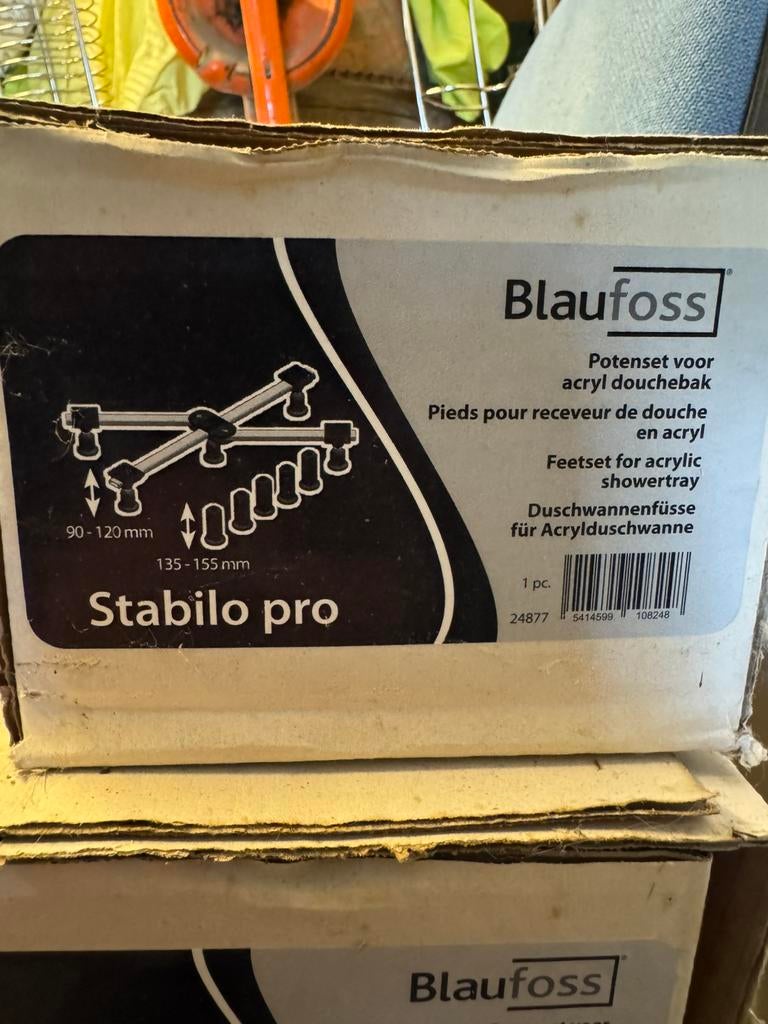 Blaufoss
Potenset voor
acryl douchebak
Pieds pour receveur de douche
en acryl
Feetset for acrylic
showertray
Duschwannenfüsse
für Acrylduschwanne
90 - 120 mm
135 - 155 mm
Stabilo pro
1 pc.
24877
5414599 108248
Blaufoss